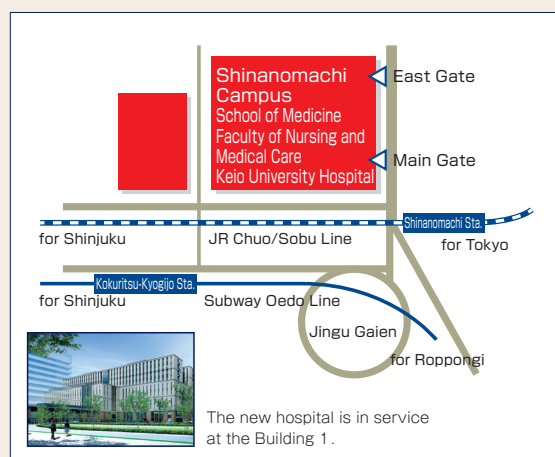 Shinanomachi
Campus
School of Medicine
Faculty of Nursing and
Medical Care
Keio University Hospital
East Gate
Main Gate
Shinanomachi Sta.
for Shinjuku
JR Chuo/Sobu Line
for Tokyo
Kokuritsu-Kyogijo Sta.
for Shinjuku
Subway Oedo Line
Jingu Gaien
for Roppongi
The new hospital is in service
at the Building 1.